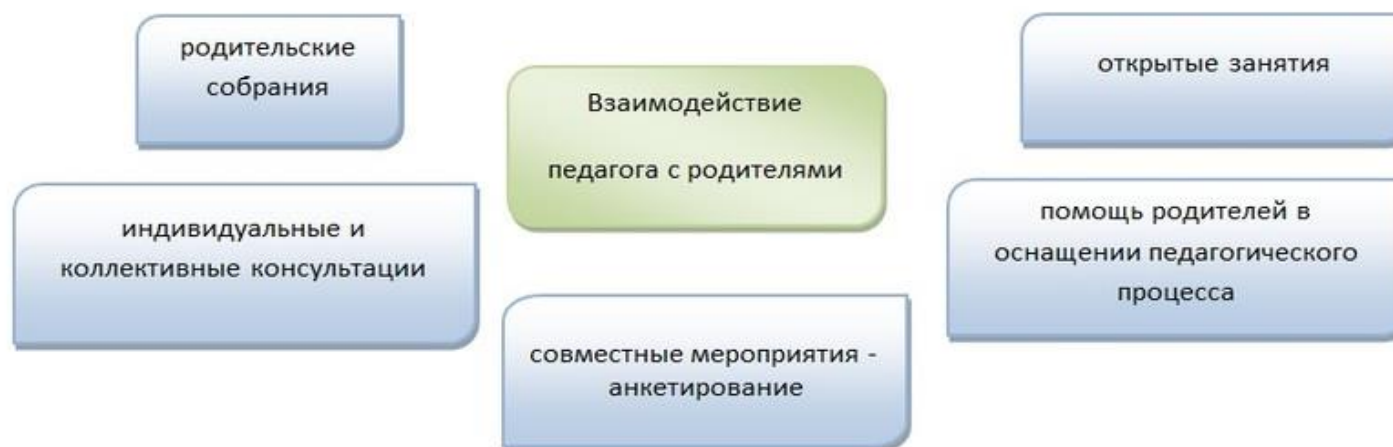 родительские
собрания
Взаимодействие
педагога с родителями
открытые занятия
индивидуальные и
коллективные консультации
помощь родителей в
оснащении педагогического
процесса
совместные мероприятия -
анкетирование